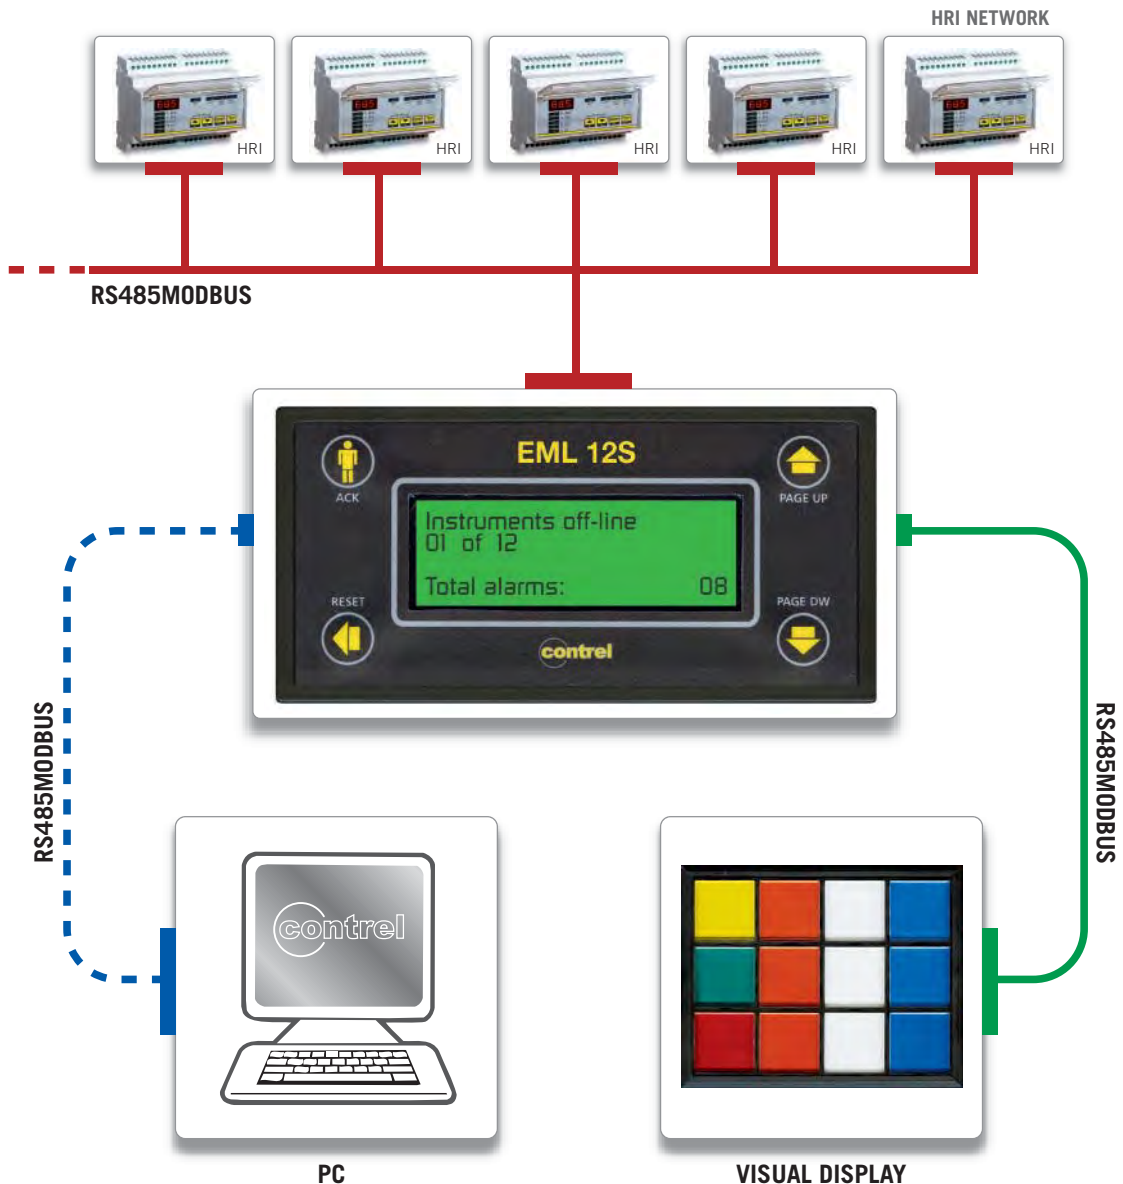 HRI NETWORK
HRI
HRI
HRI
HRI
HRI
RS485MODBUS
EML 12S
ACK
PAGE UP
Instruments off-line
01 of 12
Total alarms: 08
RESET
PAGE DW
contrel
RS485MODBUS
RS485MODBUS
contrel
PC
VISUAL DISPLAY